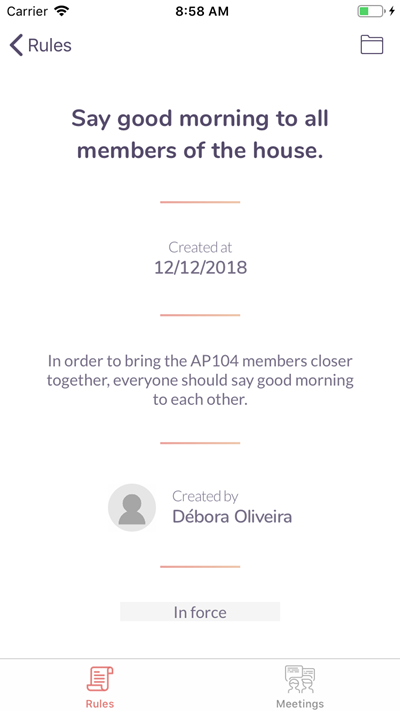 Carrier 8:58 AM
Rules
Say good morning to all
members of the house.
Created at
12/12/2018
In order to bring the AP104 members closer
together, everyone should say good morning
to each other.
Created by
Débora Oliveira
In force
Rules Meetings